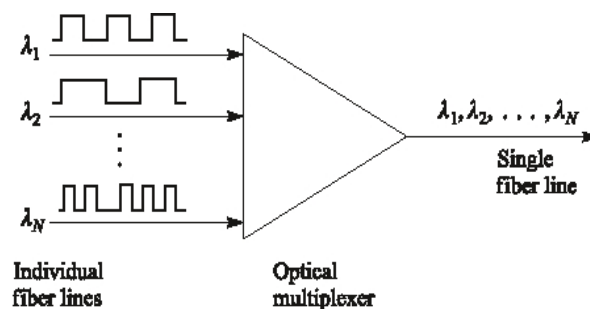 λ1
λ2
λN
λ1, λ2, . . . , λN
Single
fiber line
Individual
fiber lines
Optical
multiplexer